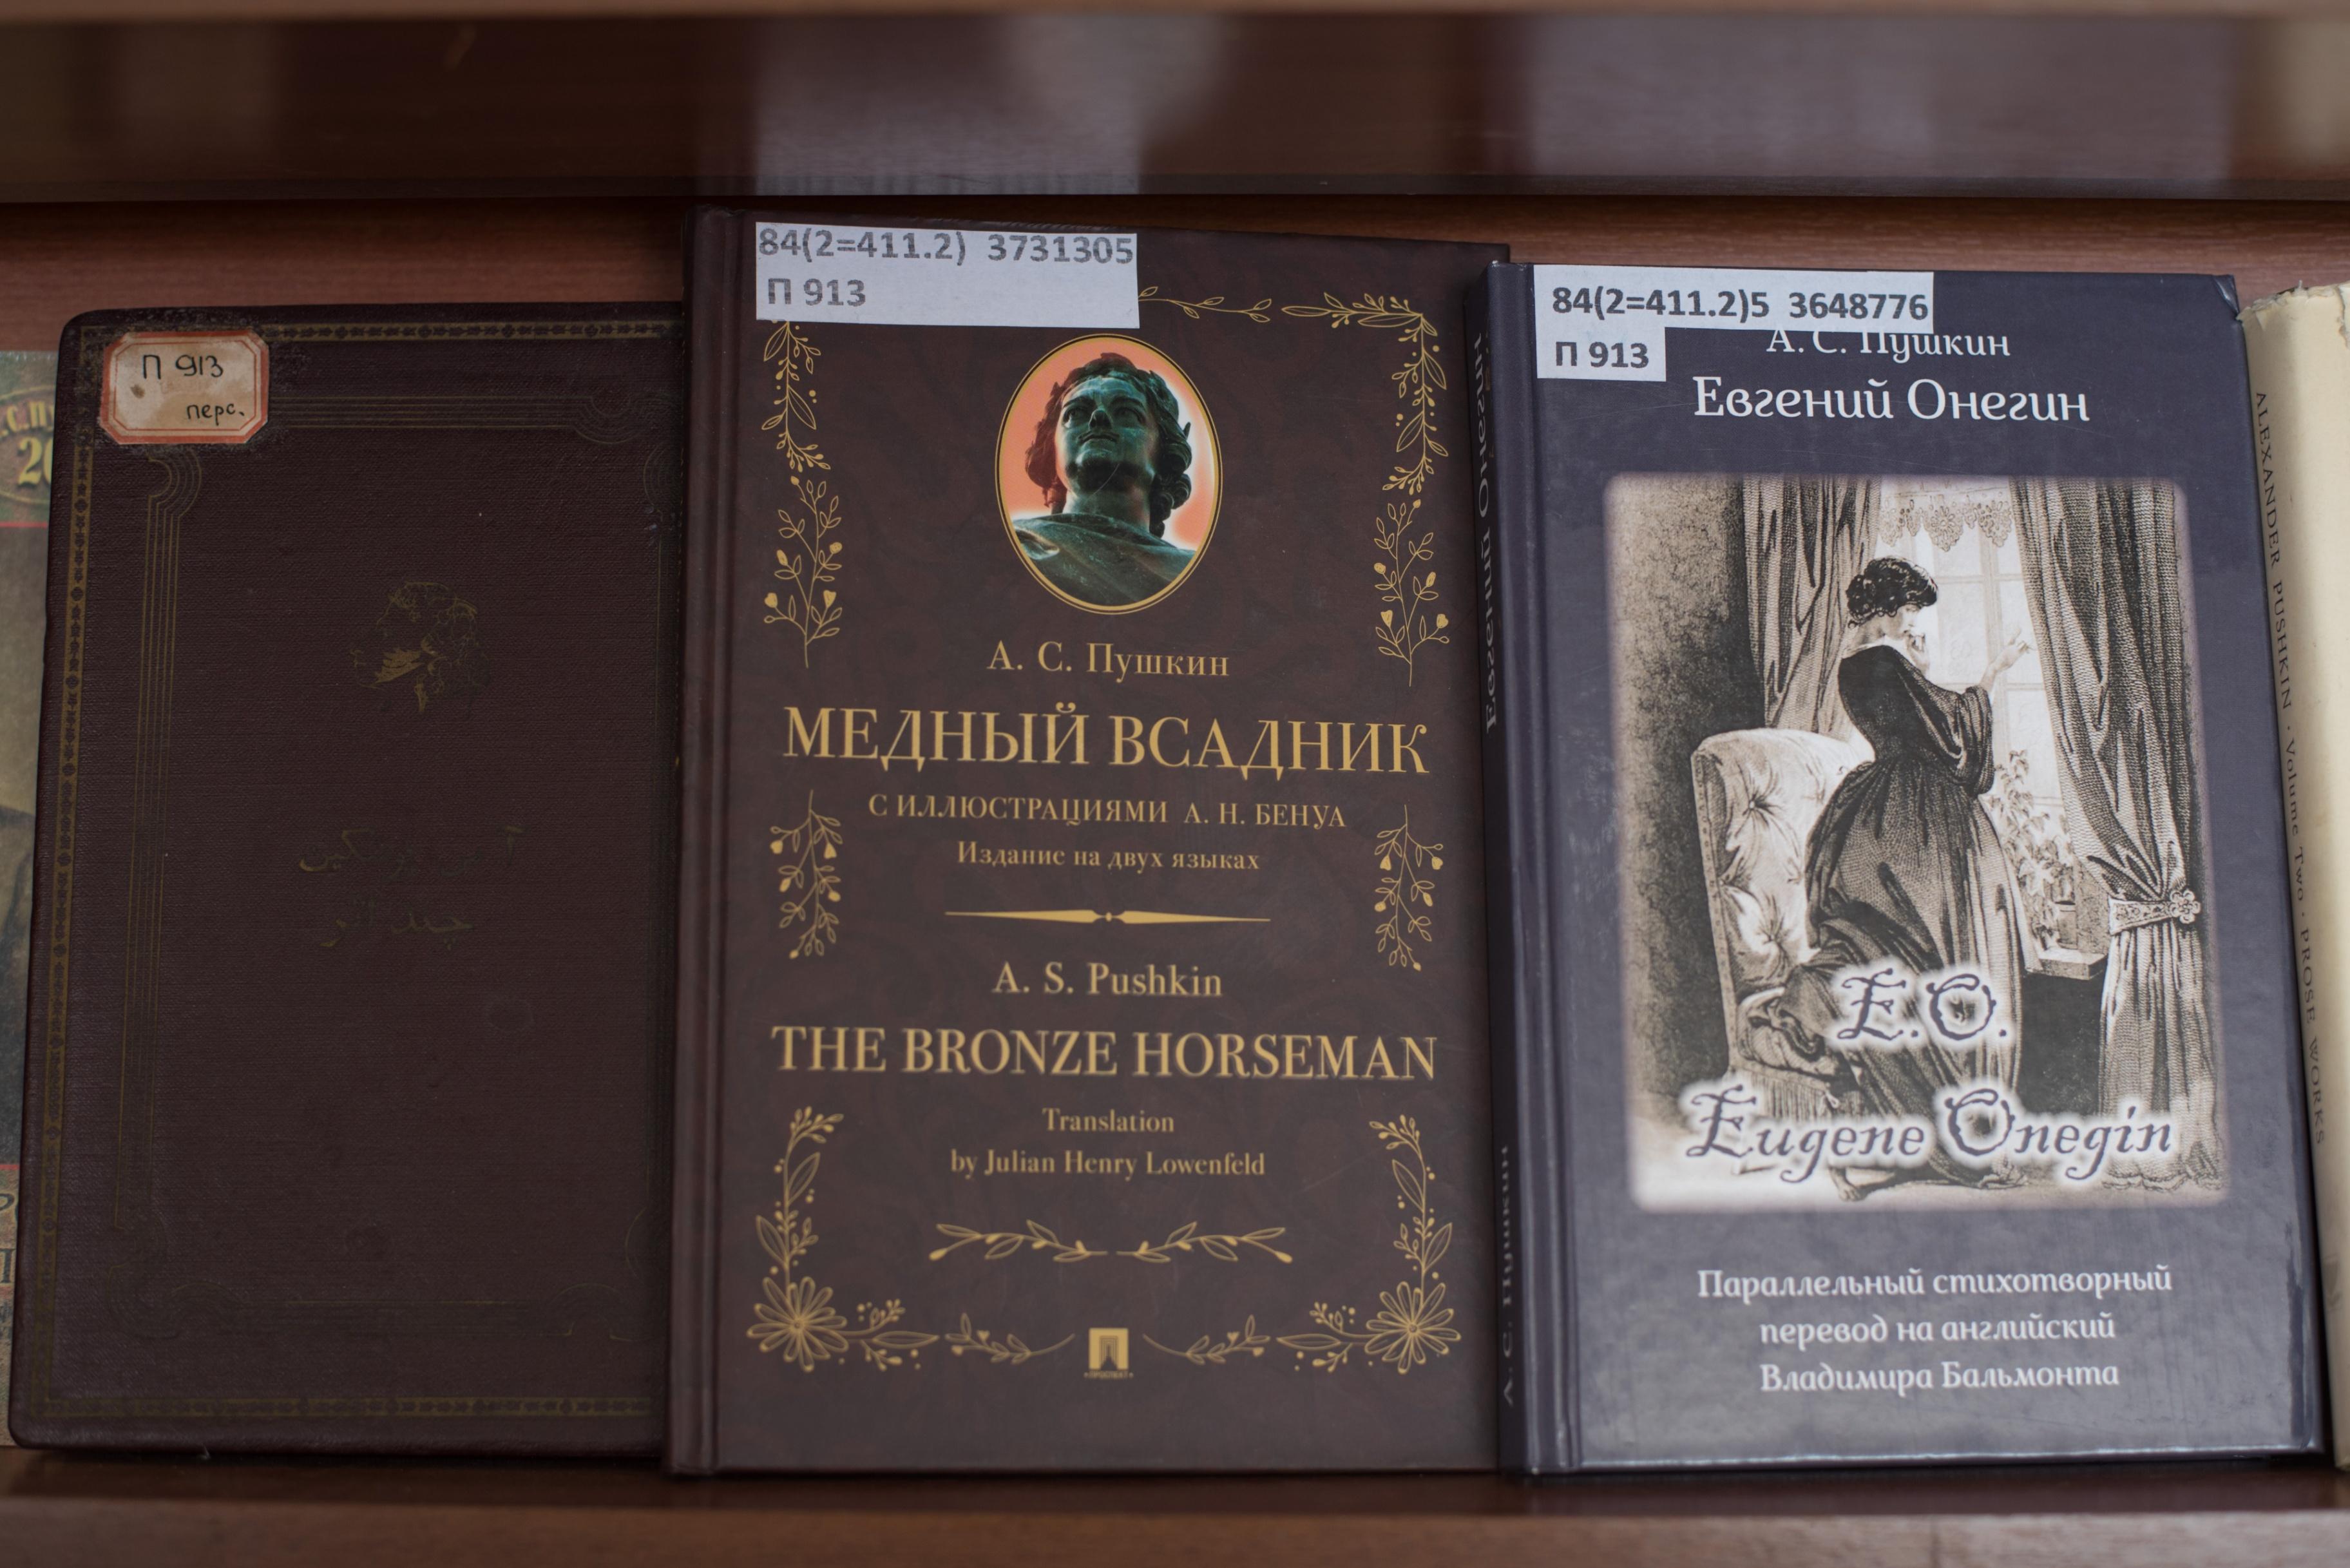 П 913
перс.
84(2=411.2) 3731305
П 913
А. С. Пушкин
МЕДНЫЙ ВСАДНИК
С ИЛЛЮСТРАЦИЯМИ А. Н. БЕНУА
Издание на двух языках
A. S. Pushkin
THE BRONZE HORSEMAN
Translation
by Julian Henry Lowenfeld
Евгений Онегин
А. С. Пушкин
84(2=411.2)5 3648776
П 913
А. С. Пушкин
Евгений Онегин
E.O.
Eugene Onegin
Параллельный стихотворный
перевод на английский
Владимира Бальмонта
ALEXANDER PUSHKIN · Volume Two · PROSE WORKS